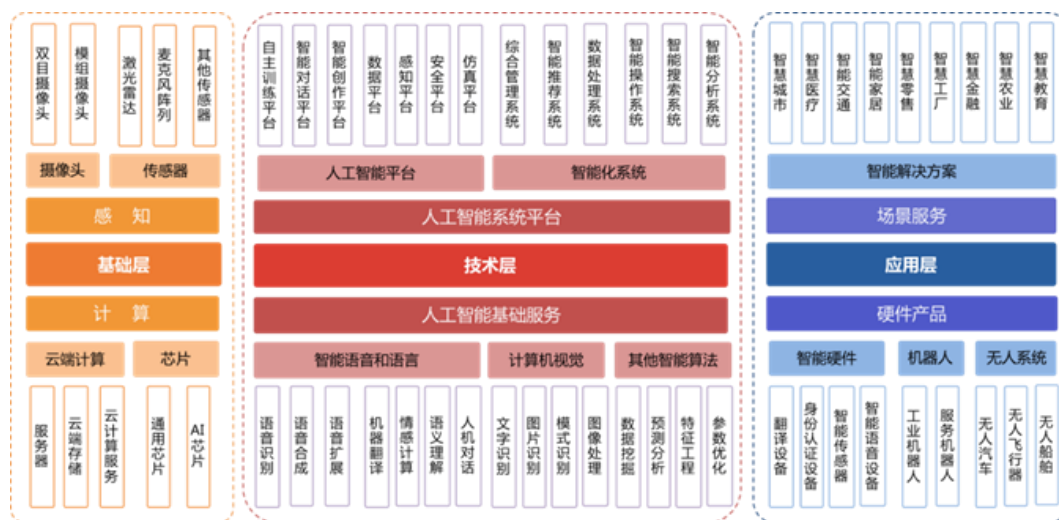 双目摄像头
模组摄像头
激光雷达
麦克风阵列
其他传感器
摄像头
传感器
感 知
基础层
计 算
云端计算
芯片
服务器
云端存储
云计算服务
通用芯片
AI芯片
自主训练平台
智能对话平台
智能创作平台
数据平台
感知平台
安全平台
仿真平台
综合管理系统
智能推荐系统
数据处理系统
智能操作系统
智能搜索系统
智能分析系统
人工智能平台
智能化系统
人工智能系统平台
技术层
人工智能基础服务
智能语音和语言
计算机视觉
其他智能算法
语音识别
语音合成
语音扩展
机器翻译
情感计算
语义理解
人机对话
文字识别
图片识别
模式识别
图像处理
数据挖掘
预测分析
特征工程
参数优化
智慧城市
智慧医疗
智能交通
智能家居
智慧零售
智慧工厂
智慧金融
智慧农业
智慧教育
智能解决方案
场景服务
应用层
硬件产品
智能硬件
机器人
无人系统
翻译设备
身份认证设备
智能传感器
智能语音设备
工业机器人
服务机器人
无人汽车
无人飞行器
无人船舶